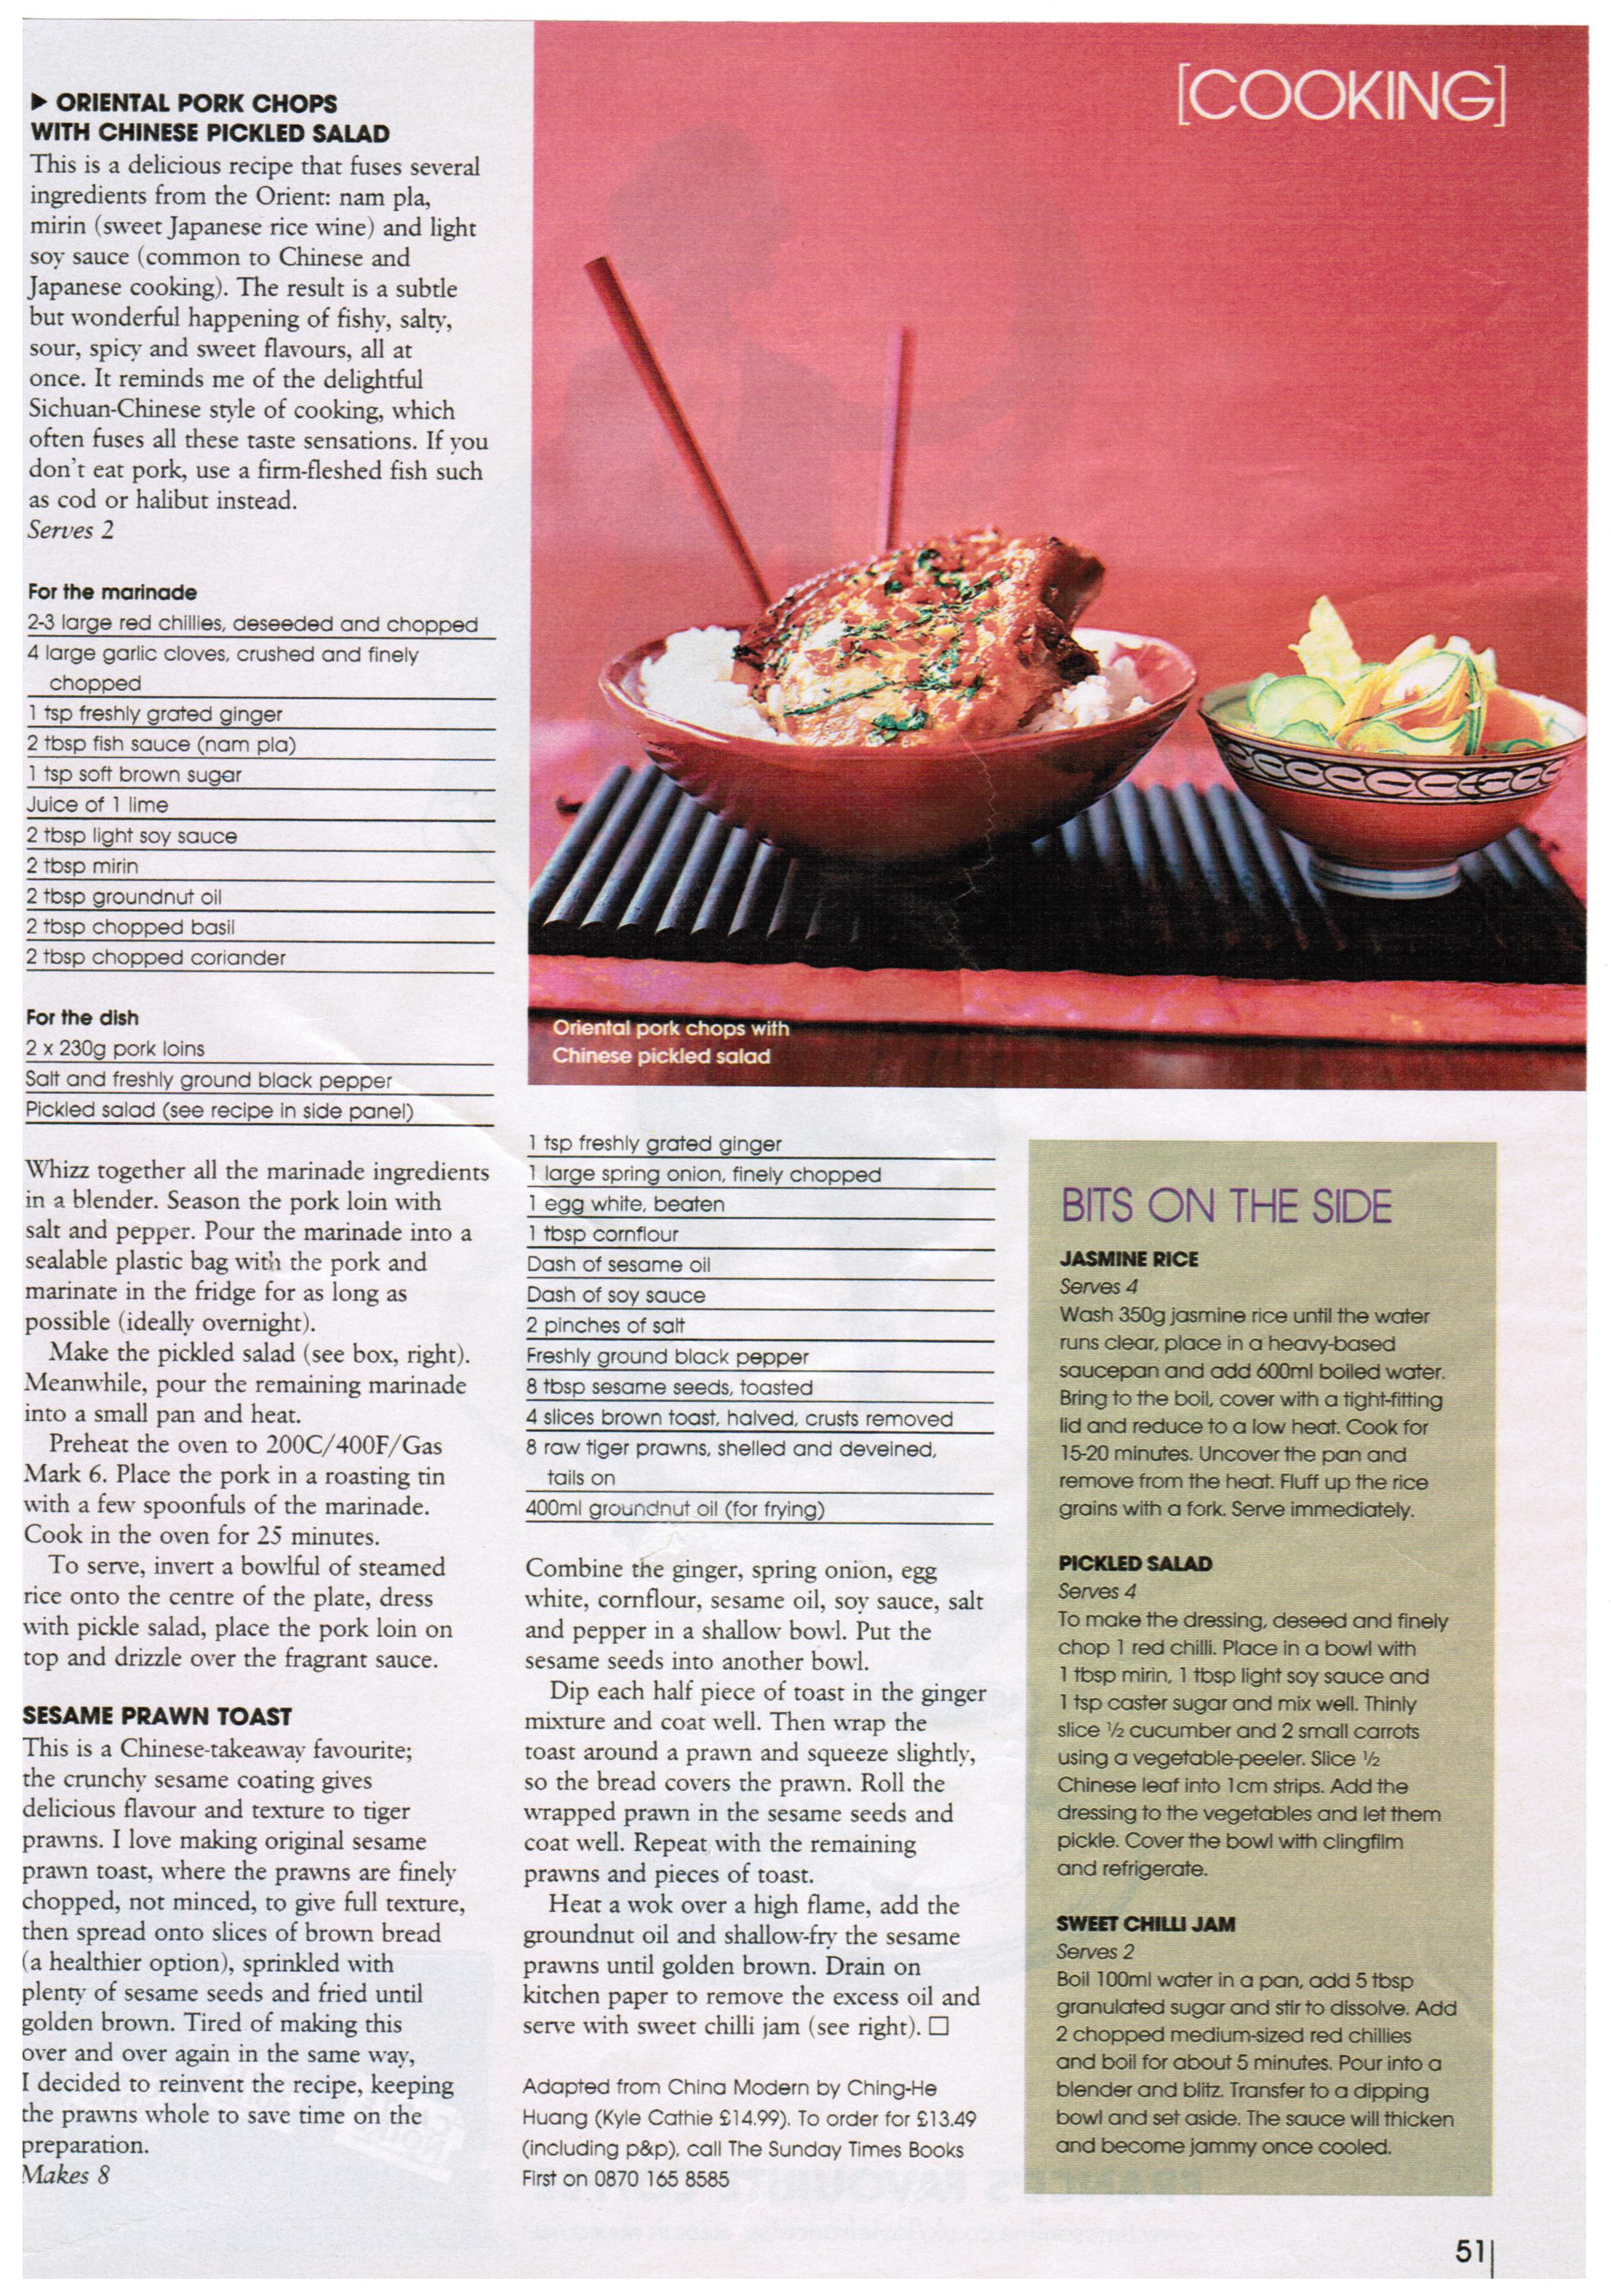 [COOKING]
▶ ORIENTAL PORK CHOPS
WITH CHINESE PICKLED SALAD
This is a delicious recipe that fuses several
ingredients from the Orient: nam pla,
mirin (sweet Japanese rice wine) and light
soy sauce (common to Chinese and
Japanese cooking). The result is a subtle
but wonderful happening of fishy, salty,
sour, spicy and sweet flavours, all at
once. It reminds me of the delightful
Sichuan-Chinese style of cooking, which
often fuses all these taste sensations. If you
don't eat pork, use a firm-fleshed fish such
as cod or halibut instead.
Serves 2
For the marinade
2-3 large red chillies, deseeded and chopped
4 large garlic cloves, crushed and finely
chopped
1 tsp freshly grated ginger
2 tbsp fish sauce (nam pla)
1 tsp soft brown sugar
Juice of 1 lime
2 tbsp light soy sauce
2 tbsp mirin
2 tbsp groundnut oil
2 tbsp chopped basil
2 tbsp chopped coriander
For the dish
2 x 230g pork loins
Salt and freshly ground black pepper
Pickled salad (see recipe in side panel)
Whizz together all the marinade ingredients
in a blender. Season the pork loin with
salt and pepper. Pour the marinade into a
sealable plastic bag with the pork and
marinate in the fridge for as long as
possible (ideally overnight).
Make the pickled salad (see box, right).
Meanwhile, pour the remaining marinade
into a small pan and heat.
Preheat the oven to 200C/400F/Gas
Mark 6. Place the pork in a roasting tin
with a few spoonfuls of the marinade.
Cook in the oven for 25 minutes.
To serve, invert a bowlful of steamed
rice onto the centre of the plate, dress
with pickle salad, place the pork loin on
top and drizzle over the fragrant sauce.
SESAME PRAWN TOAST
This is a Chinese-takeaway favourite;
the crunchy sesame coating gives
delicious flavour and texture to tiger
prawns. I love making original sesame
prawn toast, where the prawns are finely
chopped, not minced, to give full texture,
then spread onto slices of brown bread
(a healthier option), sprinkled with
plenty of sesame seeds and fried until
golden brown. Tired of making this
over and over again in the same way,
I decided to reinvent the recipe, keeping
the prawns whole to save time on the
preparation.
Makes 8
Oriental pork chops with
Chinese pickled salad
1 tsp freshly grated ginger
1 large spring onion, finely chopped
1 egg white, beaten
1 tbsp cornflour
Dash of sesame oil
Dash of soy sauce
2 pinches of salt
Freshly ground black pepper
8 tbsp sesame seeds, toasted
4 slices brown toast, halved, crusts removed
8 raw tiger prawns, shelled and deveined,
tails on
400ml groundnut oil (for frying)
Combine the ginger, spring onion, egg
white, cornflour, sesame oil, soy sauce, salt
and pepper in a shallow bowl. Put the
sesame seeds into another bowl.
Dip each half piece of toast in the ginger
mixture and coat well. Then wrap the
toast around a prawn and squeeze slightly,
so the bread covers the prawn. Roll the
wrapped prawn in the sesame seeds and
coat well. Repeat with the remaining
prawns and pieces of toast.
Heat a wok over a high flame, add the
groundnut oil and shallow-fry the sesame
prawns until golden brown. Drain on
kitchen paper to remove the excess oil and
serve with sweet chilli jam (see right). □
Adapted from China Modern by Ching-He
Huang (Kyle Cathie £14.99). To order for £13.49
(including p&p), call The Sunday Times Books
First on 0870 165 8585
BITS ON THE SIDE
JASMINE RICE
Serves 4
Wash 350g jasmine rice until the water
runs clear, place in a heavy-based
saucepan and add 600ml boiled water.
Bring to the boil, cover with a tight-fitting
lid and reduce to a low heat. Cook for
15-20 minutes. Uncover the pan and
remove from the heat. Fluff up the rice
grains with a fork. Serve immediately.
PICKLED SALAD
Serves 4
To make the dressing, deseed and finely
chop 1 red chilli. Place in a bowl with
1 tbsp mirin, 1 tbsp light soy sauce and
1 tsp caster sugar and mix well. Thinly
slice ½ cucumber and 2 small carrots
using a vegetable-peeler. Slice ½
Chinese leaf into 1cm strips. Add the
dressing to the vegetables and let them
pickle. Cover the bowl with clingfilm
and refrigerate.
SWEET CHILLI JAM
Serves 2
Boil 100ml water in a pan, add 5 tbsp
granulated sugar and stir to dissolve. Add
2 chopped medium-sized red chillies
and boil for about 5 minutes. Pour into a
blender and blitz. Transfer to a dipping
bowl and set aside. The sauce will thicken
and become jammy once cooled.
51